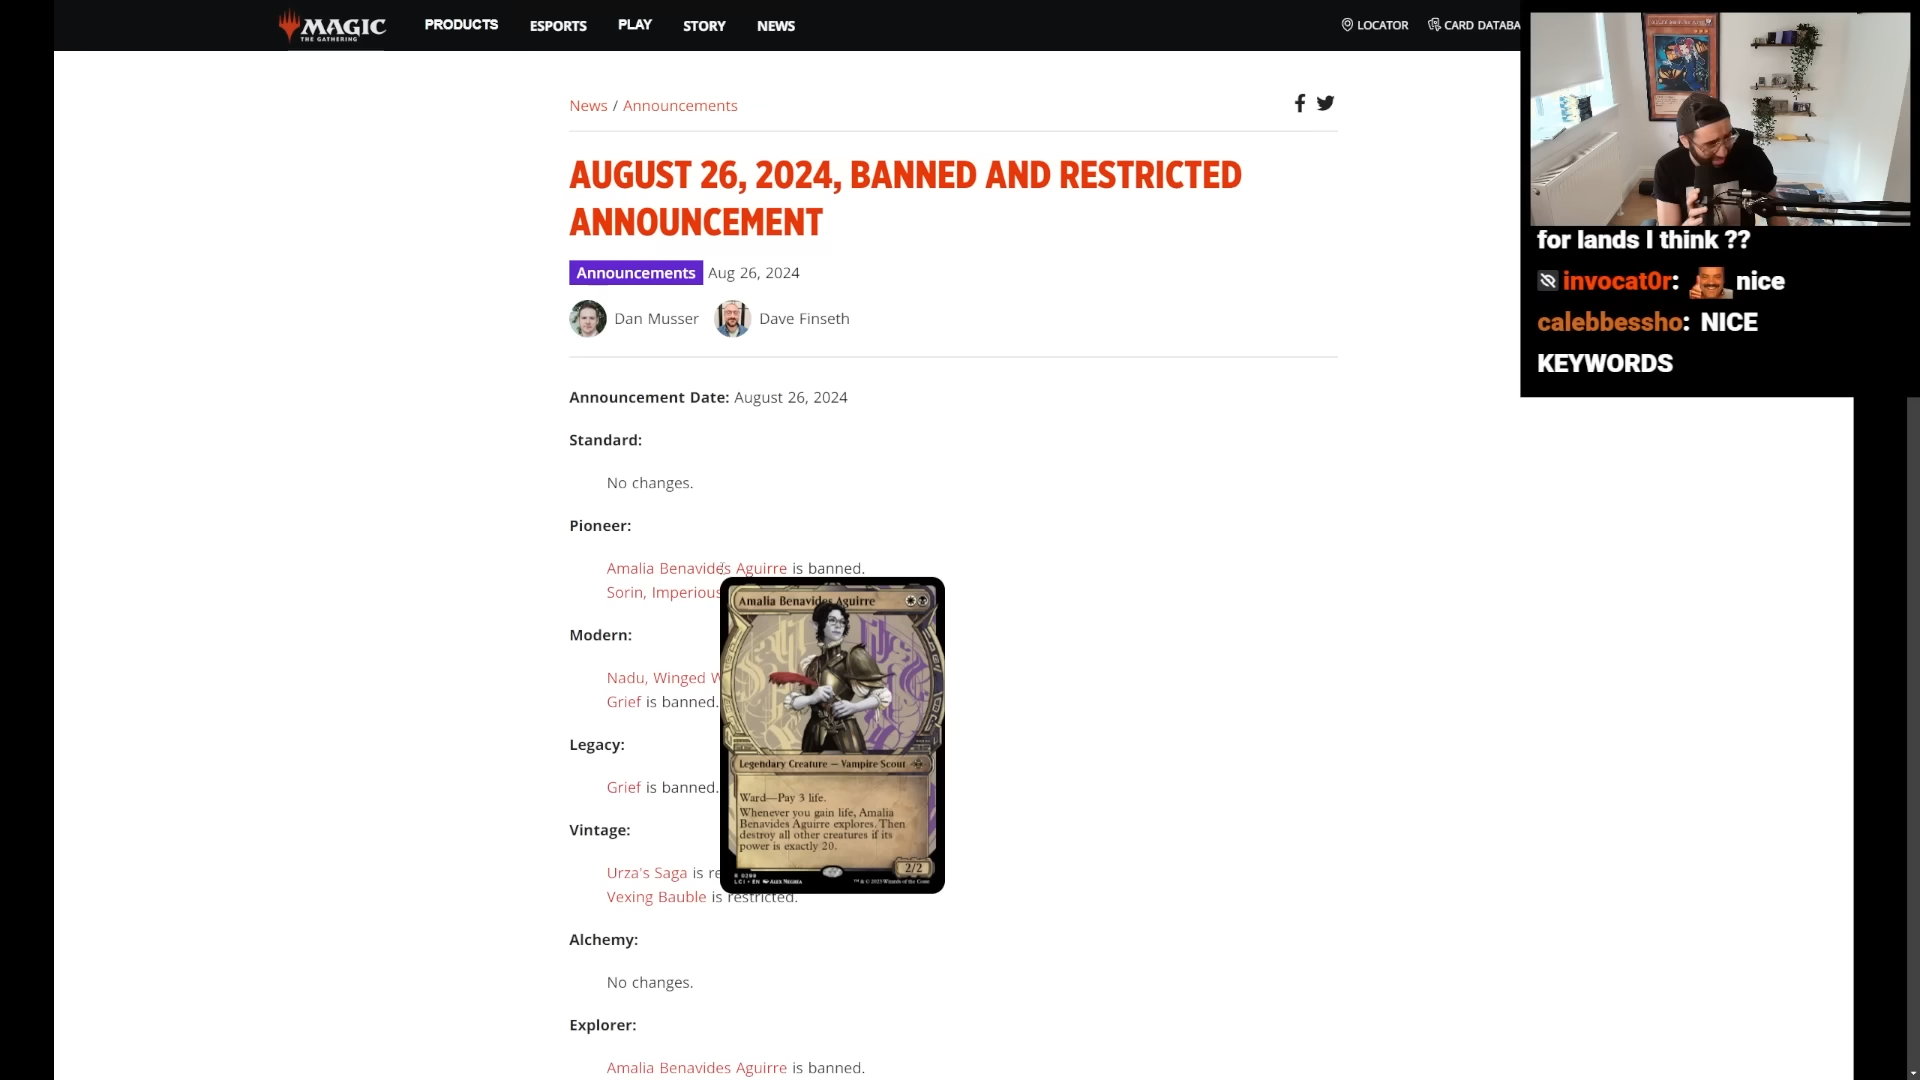 MAGIC
THE GATHERING
PRODUCTS
ESPORTS
PLAY
STORY
NEWS
LOCATOR
CARD DATABA
News / Announcements
AUGUST 26, 2024, BANNED AND RESTRICTED
ANNOUNCEMENT
Announcements Aug 26, 2024
Dan Musser
Dave Finseth
Announcement Date: August 26, 2024
Standard:
No changes.
Pioneer:
Amalia Benavides Aguirre is banned.
Sorin, Imperious
Modern:
Nadu, Winged W
Grief is banned.
Legacy:
Grief is banned.
Vintage:
Urza's Saga is re
Vexing Bauble is restricted.
Alchemy:
No changes.
Explorer:
Amalia Benavides Aguirre is banned.
Amalia Benavides Aguirre
Legendary Creature — Vampire Scout
Ward—Pay 3 life.
Whenever you gain life, Amalia
Benavides Aguirre explores. Then
destroy all other creatures if its
power is exactly 20.
2/2
for lands I think ??
invocat0r: nice
calebbessho: NICE
KEYWORDS